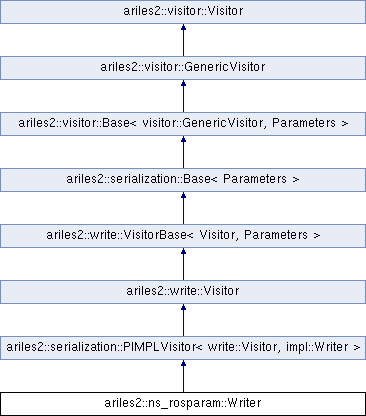 ariles2::visitor::Visitor
ariles2::visitor::GenericVisitor
ariles2::visitor::Base< visitor::GenericVisitor, Parameters >
ariles2::serialization::Base< Parameters >
ariles2::write::VisitorBase< Visitor, Parameters >
ariles2::write::Visitor
ariles2::serialization::PIMPLVisitor< write::Visitor, impl::Writer >
ariles2::ns_rosparam::Writer